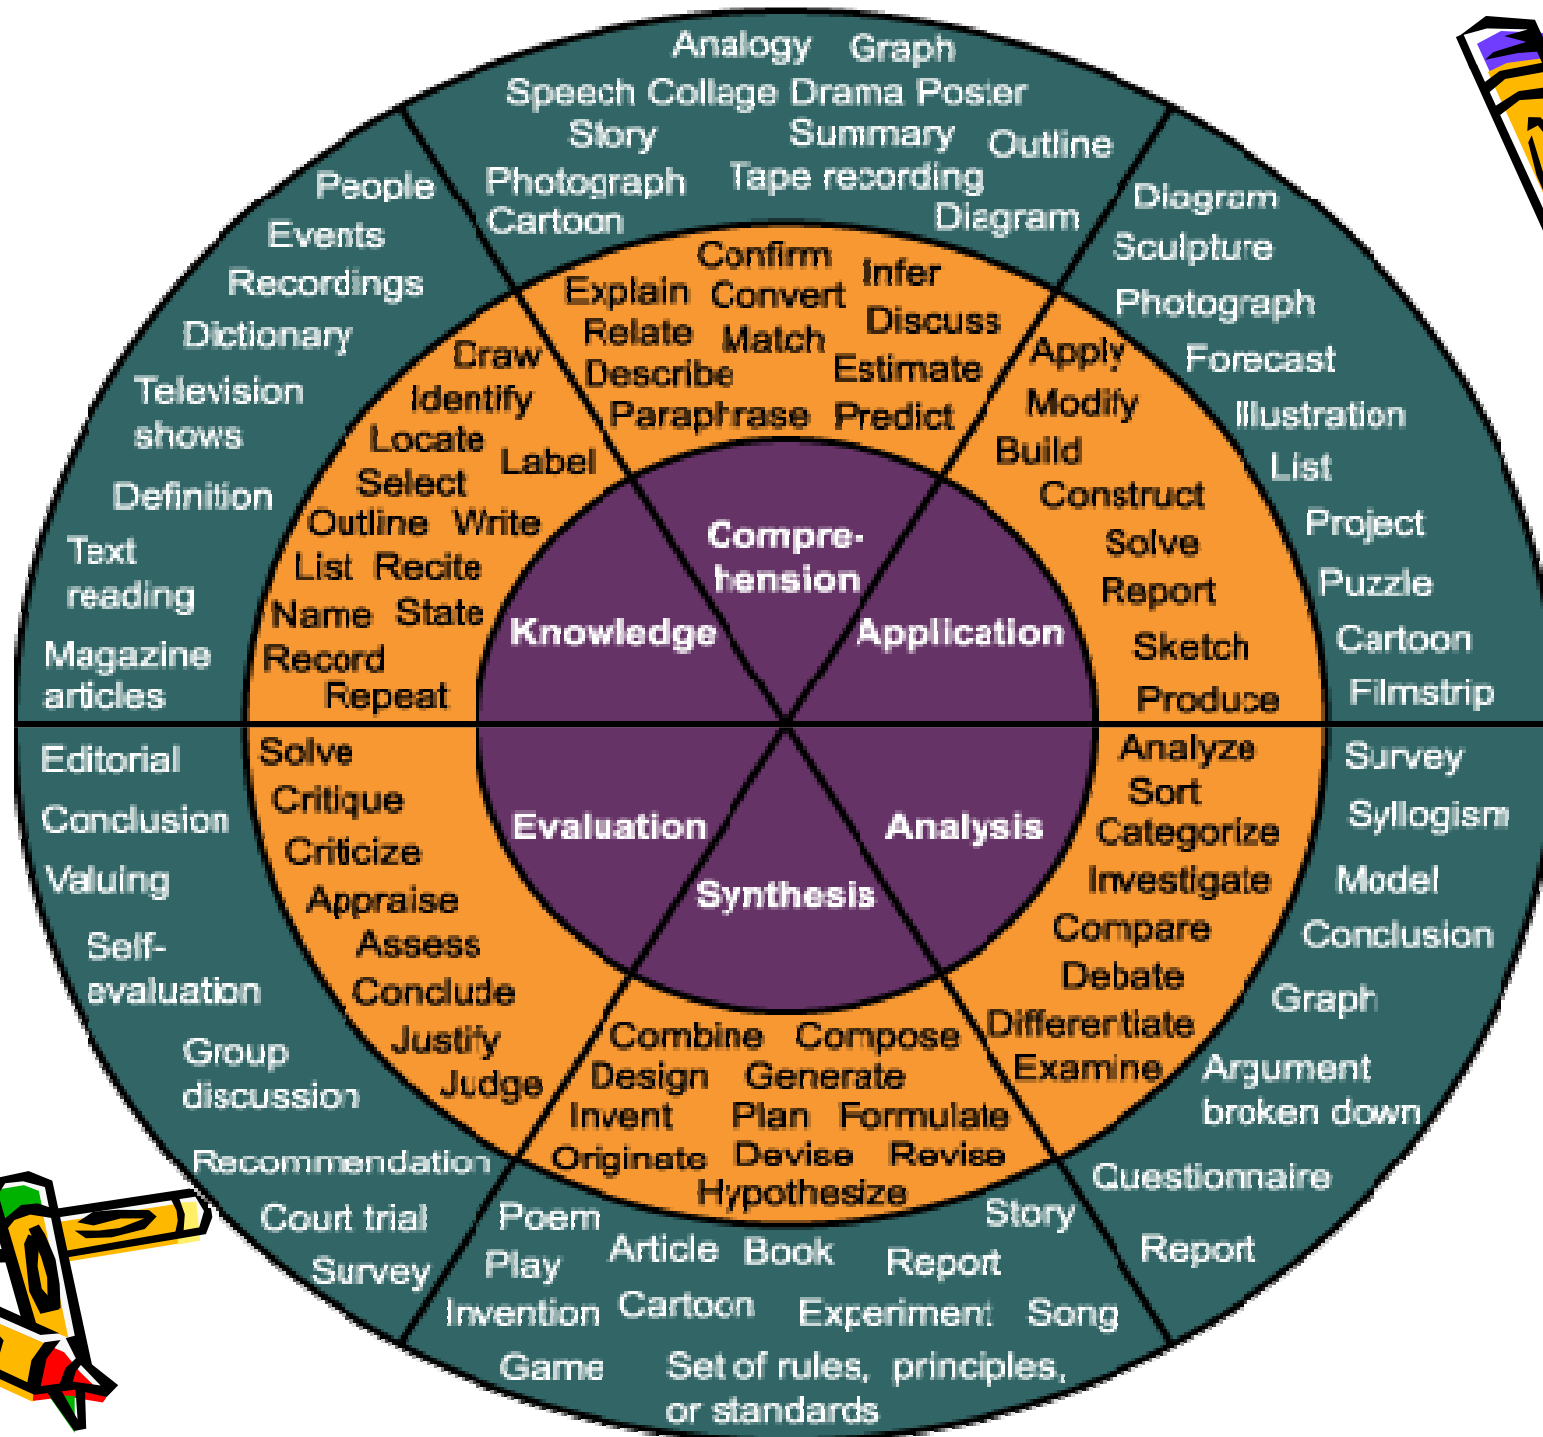 Analogy Graph
Speech Collage Drama Poster
Story Summary Outline
Photograph Tape recording
Cartoon Diagram
Confirm Infer
Explain Convert
Relate Match Discuss
Describe Estimate
Paraphrase Predict
Compre-
hension
Diagram
Sculpture
Photograph
Forecast
Illustration
List
Project
Puzzle
Cartoon
Filmstrip
Apply
Modify
Build
Construct
Solve
Report
Sketch
Produce
Application
Survey
Syllogism
Model
Conclusion
Graph
Argument
broken down
Questionnaire
Report
Analyze
Sort
Categorize
Investigate
Compare
Debate
Differentiate
Examine
Analysis
Synthesis
Combine Compose
Design Generate
Invent Plan Formulate
Originate Devise Revise
Hypothesize
Poem Story
Play Article Book Report
Invention Cartoon Experiment Song
Game Set of rules, principles,
or standards
Evaluation
Solve
Critique
Criticize
Appraise
Assess
Conclude
Justify
Judge
Editorial
Conclusion
Valuing
Self-
evaluation
Group
discussion
Recommendation
Court trial
Survey
Knowledge
Draw
Identify
Locate Label
Select
Outline Write
List Recite
Name State
Record
Repeat
People
Events
Recordings
Dictionary
Television
shows
Definition
Text
reading
Magazine
articles